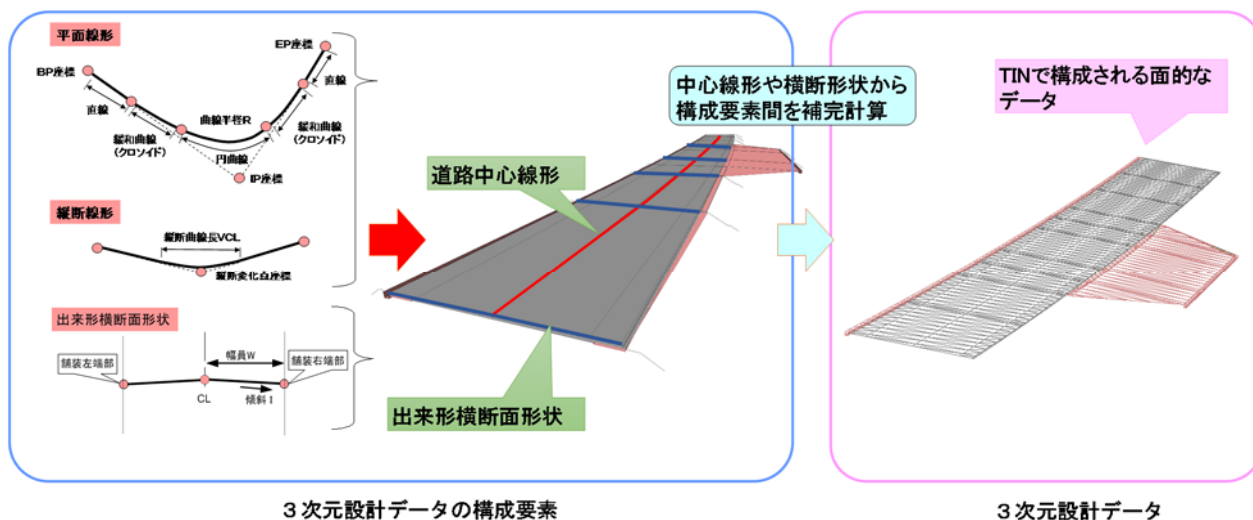 平面線形
EP座標
BP座標
直線
直線
曲線半径R
緩和曲線
(クロソイド)
緩和曲線
(クロソイド)
円曲線
IP座標
縦断線形
縦断曲線長VCL
縦断変化点座標
出来形横断面形状
幅員W
舗装左端部
舗装右端部
CL
傾斜 i
道路中心線形
出来形横断面形状
中心線形や横断形状から
構成要素間を補完計算
TINで構成される面的な
データ
３次元設計データの構成要素
３次元設計データ